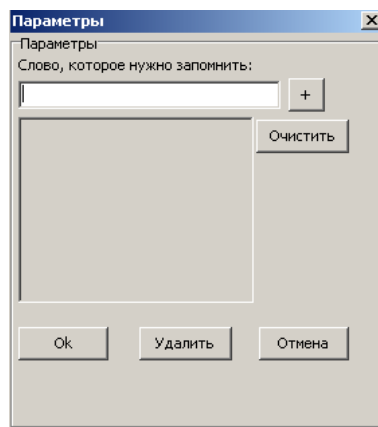 Параметры
Параметры
Слово, которое нужно запомнить:
+
Очистить
Ok Удалить Отмена